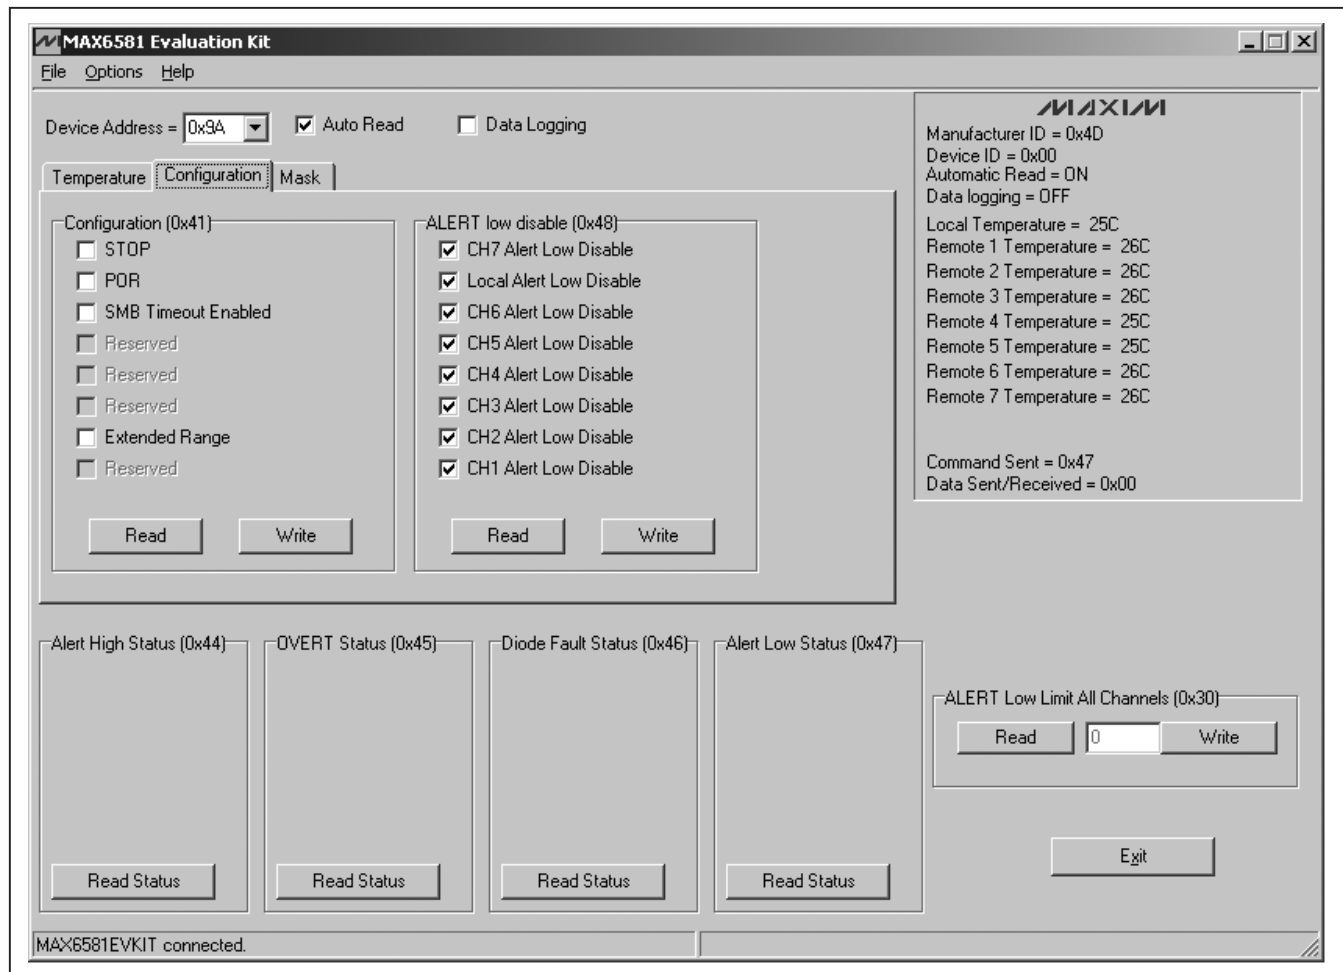 MAX6581 Evaluation Kit
File Options Help
Device Address = 0x9A Auto Read Data Logging
Temperature Configuration Mask
Configuration (0x41)
STOP
POR
SMB Timeout Enabled
Reserved
Reserved
Reserved
Extended Range
Reserved
Read Write
ALERT low disable (0x48)
CH7 Alert Low Disable
Local Alert Low Disable
CH6 Alert Low Disable
CH5 Alert Low Disable
CH4 Alert Low Disable
CH3 Alert Low Disable
CH2 Alert Low Disable
CH1 Alert Low Disable
Read Write
MAXIM
Manufacturer ID = 0x4D
Device ID = 0x00
Automatic Read = ON
Data logging = OFF
Local Temperature = 25C
Remote 1 Temperature = 26C
Remote 2 Temperature = 26C
Remote 3 Temperature = 26C
Remote 4 Temperature = 25C
Remote 5 Temperature = 25C
Remote 6 Temperature = 26C
Remote 7 Temperature = 26C
Command Sent = 0x47
Data Sent/Received = 0x00
Alert High Status (0x44)
Read Status
OVERT Status (0x45)
Read Status
Diode Fault Status (0x46)
Read Status
Alert Low Status (0x47)
Read Status
ALERT Low Limit All Channels (0x30)
Read 0 Write
Exit
MAX6581EVKIT connected.